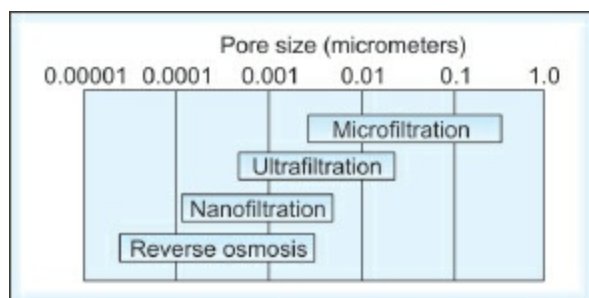 Pore size (micrometers)
0.00001 0.0001 0.001 0.01 0.1 1.0
Microfiltration
Ultrafiltration
Nanofiltration
Reverse osmosis